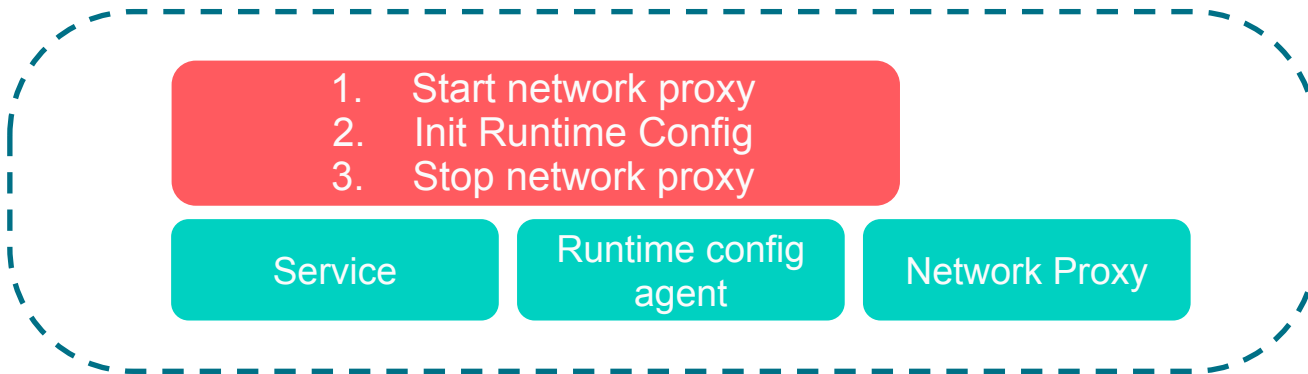 1. Start network proxy
2. Init Runtime Config
3. Stop network proxy
Service
Runtime config
agent
Network Proxy